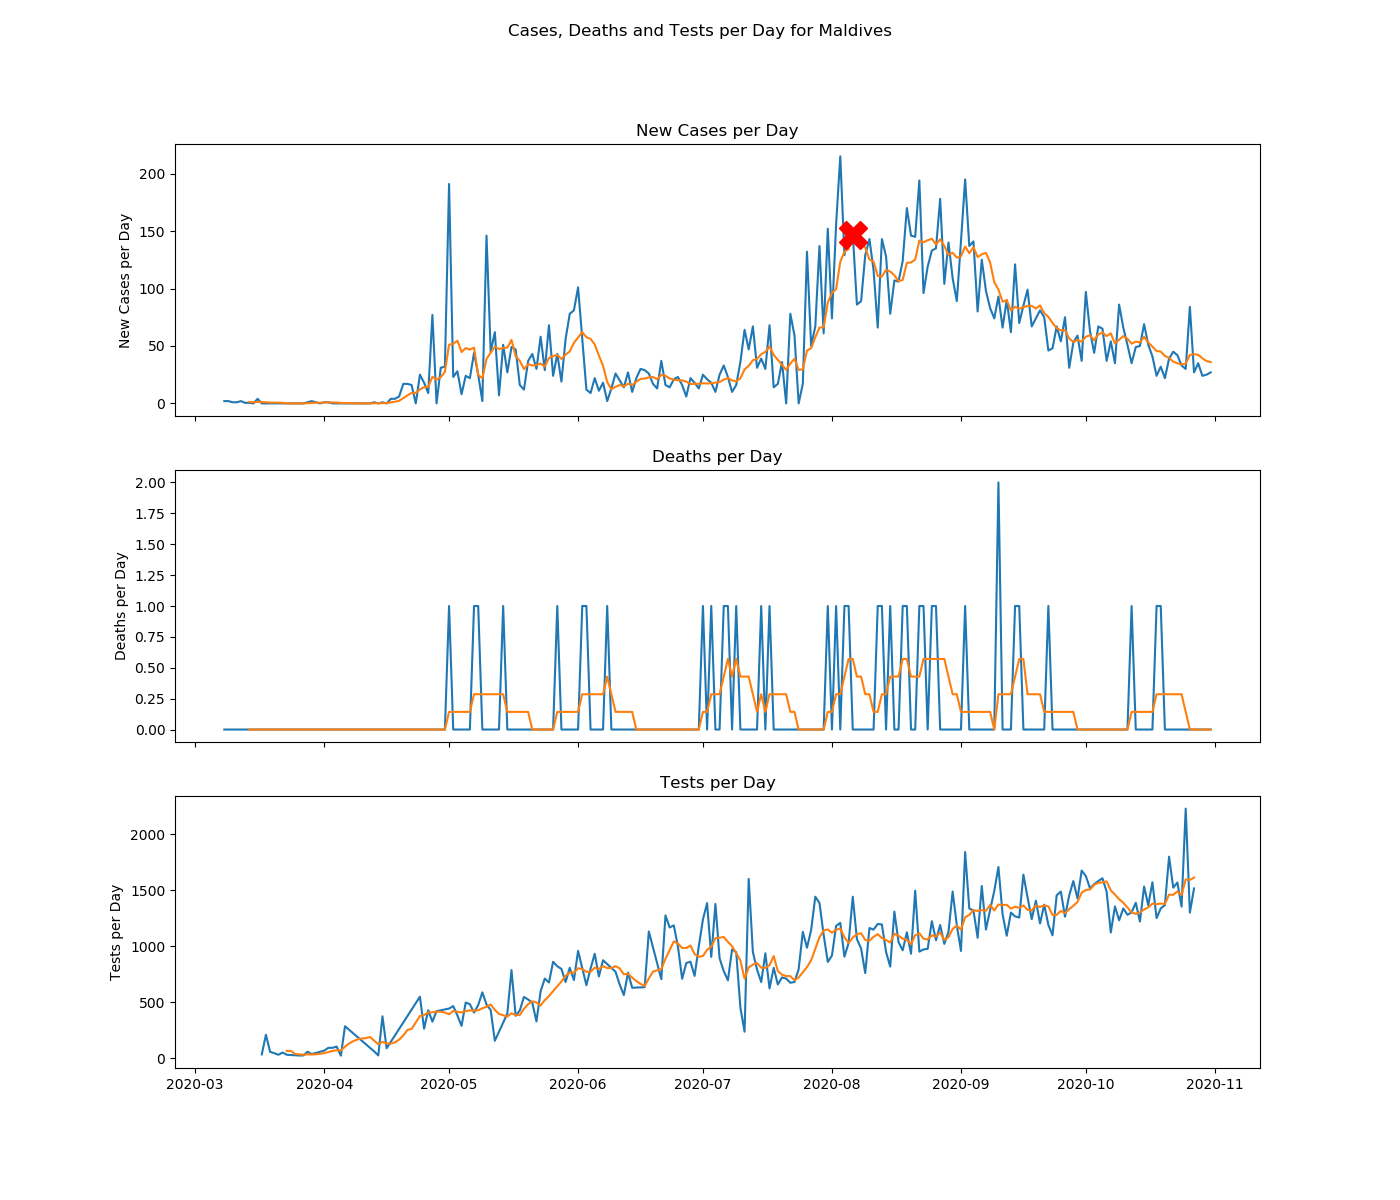 Cases, Deaths and Tests per Day for Maldives
New Cases per Day
New Cases per Day
200
150
100
50
0
Deaths per Day
Deaths per Day
2.00
1.75
1.50
1.25
1.00
0.75
0.50
0.25
0.00
Tests per Day
Tests per Day
2000
1500
1000
500
0
2020-03 2020-04 2020-05 2020-06 2020-07 2020-08 2020-09 2020-10 2020-11